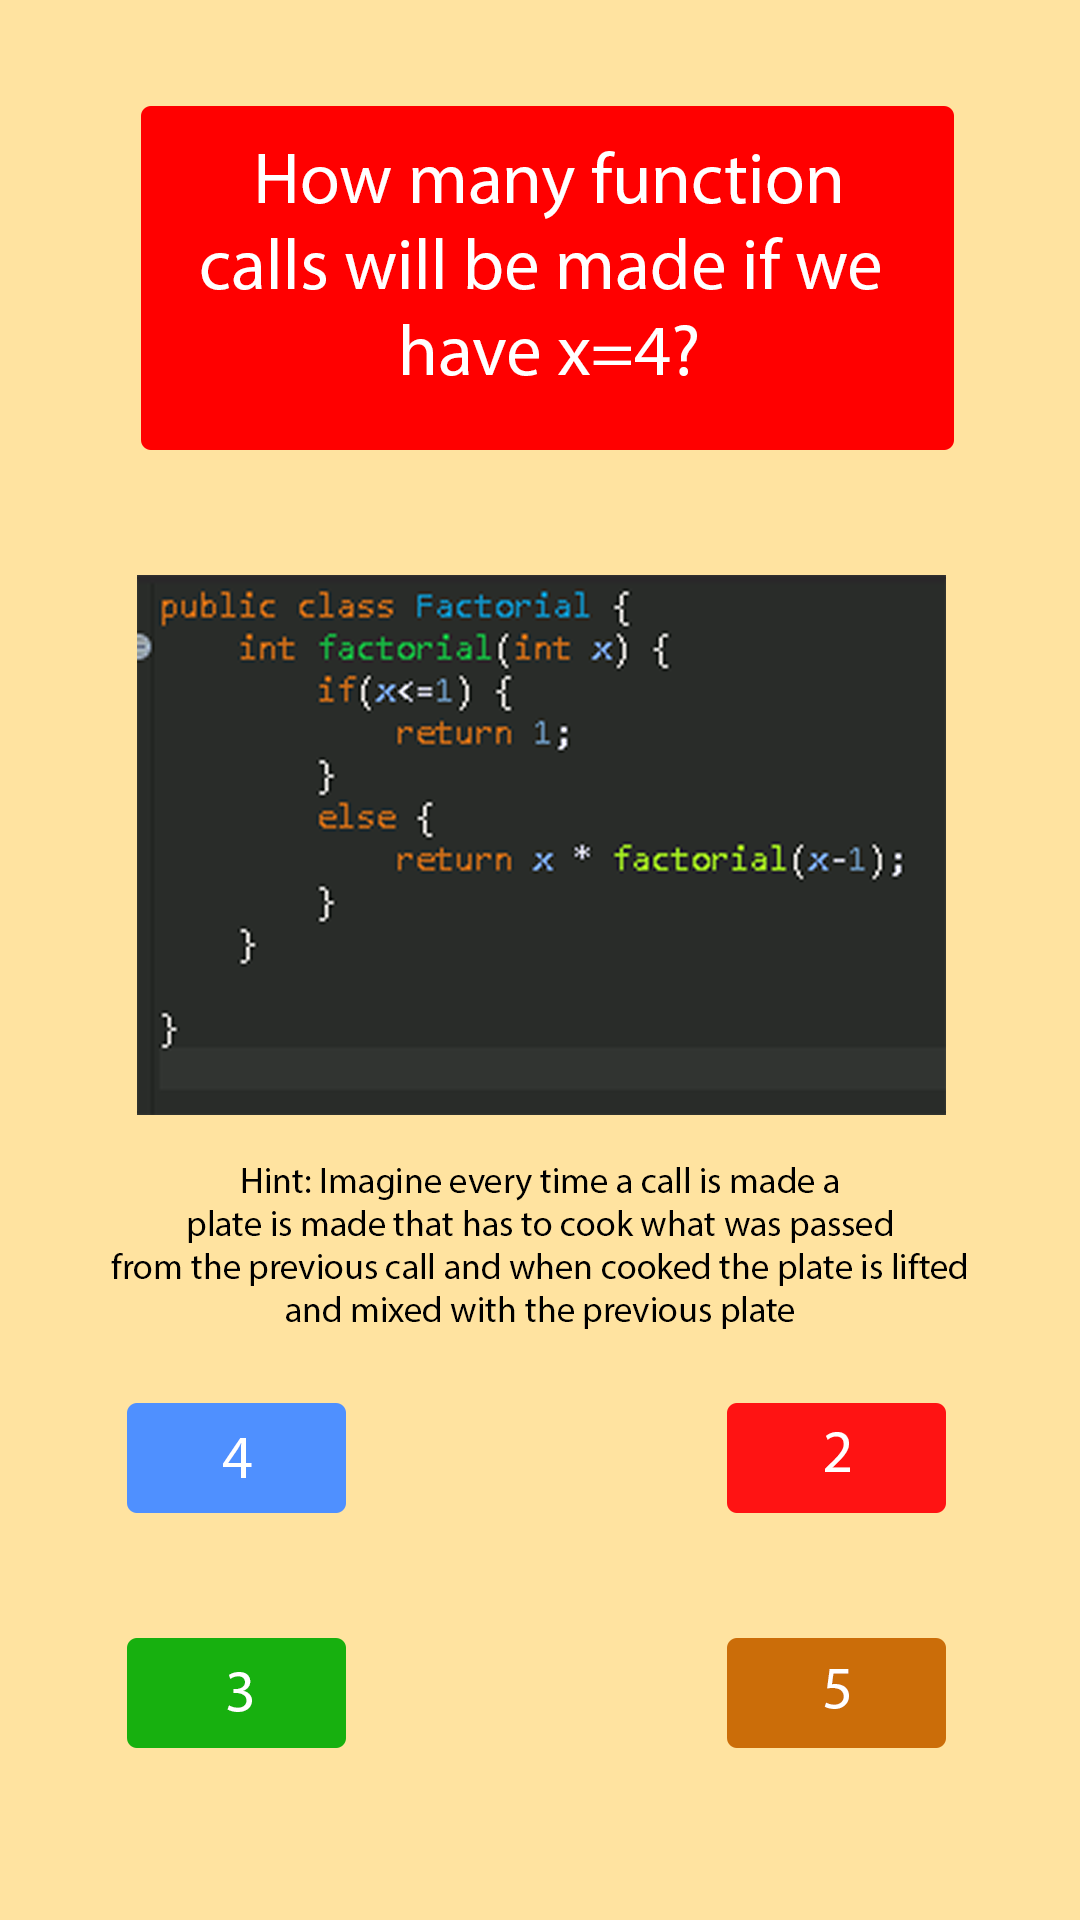 How many function
calls will be made if we
have x=4?
public class Factorial {
int factorial(int x) {
if(x<=1) {
return 1;
}
else {
return x * factorial(x-1);
}
}
}
Hint: Imagine every time a call is made a
plate is made that has to cook what was passed
from the previous call and when cooked the plate is lifted
and mixed with the previous plate
4
2
3
5